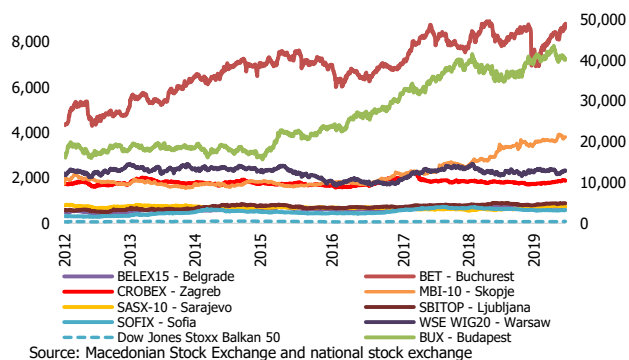 50,000
8,000
40,000
6,000
30,000
4,000
20,000
2,000
10,000
0
0
2012
2013
2014
2015
2016
2017
2018
2019
BELEX15 - Belgrade
BET - Buchurest
CROBEX - Zagreb
MBI-10 - Skopje
SASX-10 - Sarajevo
SBITOP - Ljubljana
SOFIX - Sofia
WSE WIG20 - Warsaw
Dow Jones Stoxx Balkan 50
BUX - Budapest
Source: Macedonian Stock Exchange and national stock exchange